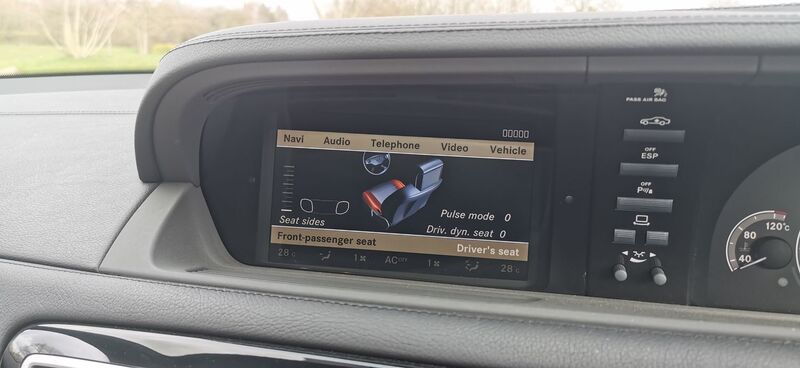 PASS AIR BAG
Navi Audio Telephone Video Vehicle
OFF
ESP
OFF
Pulse mode 0
Seat sides
Driv. dyn. seat 0
Front-passenger seat Driver's seat
28°C 1 AC OFF 1 28°C
120°C
80
40